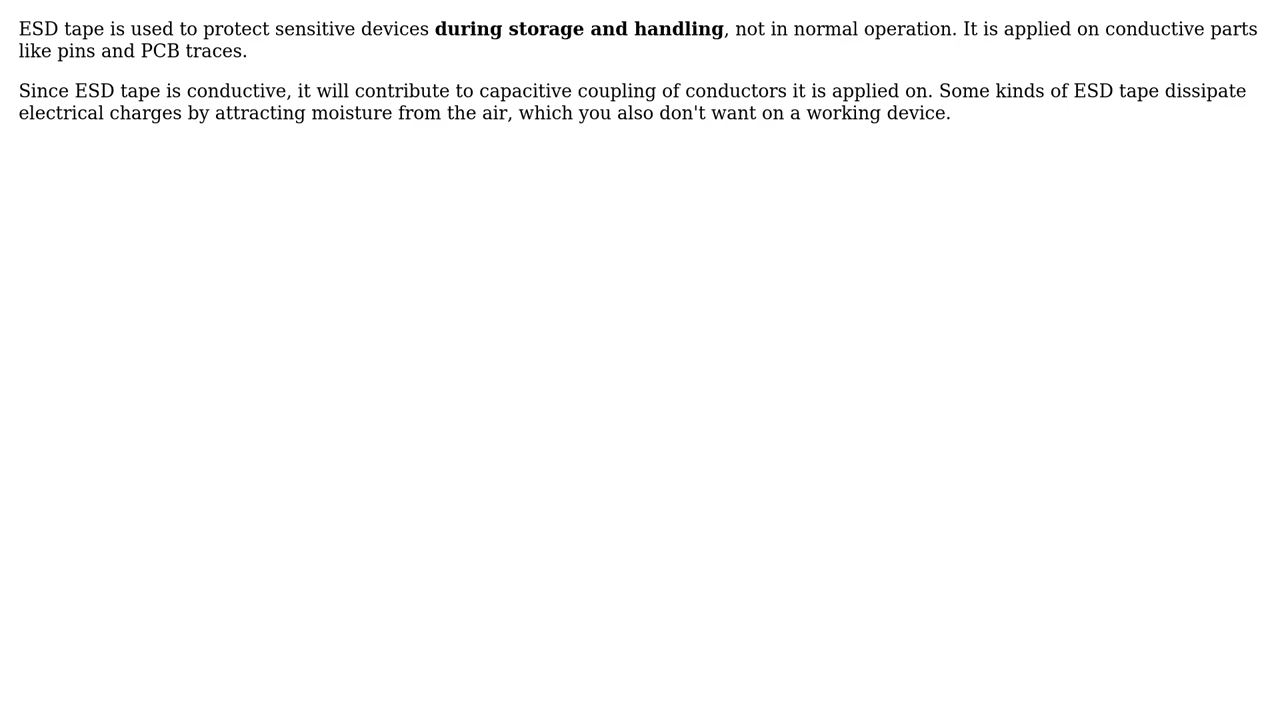 ESD tape is used to protect sensitive devices during storage and handling, not in normal operation. It is applied on conductive parts
like pins and PCB traces.
Since ESD tape is conductive, it will contribute to capacitive coupling of conductors it is applied on. Some kinds of ESD tape dissipate
electrical charges by attracting moisture from the air, which you also don't want on a working device.